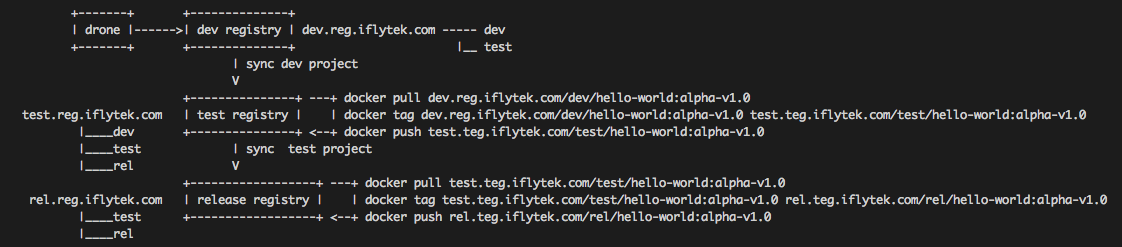 +-------+       +--------------+
| drone |------>| dev registry | dev.reg.iflytek.com ----- dev
+-------+       +--------------+                       |__ test
                       | sync dev project
                       V
                +--------------+ ---+ docker pull dev.reg.iflytek.com/dev/hello-world:alpha-v1.0
test.reg.iflytek.com   | test registry |    | docker tag dev.reg.iflytek.com/dev/hello-world:alpha-v1.0 test.teg.iflytek.com/test/hello-world:alpha-v1.0
|____dev       +--------------+ <--+ docker push test.teg.iflytek.com/test/hello-world:alpha-v1.0
|____test             | sync  test project
|____rel              V
                +------------------+ ---+ docker pull test.teg.iflytek.com/test/hello-world:alpha-v1.0
rel.reg.iflytek.com   | release registry |    | docker tag test.teg.iflytek.com/test/hello-world:alpha-v1.0 rel.teg.iflytek.com/rel/hello-world:alpha-v1.0
|____test      +------------------+ <--+ docker push rel.teg.iflytek.com/rel/hello-world:alpha-v1.0
|____rel